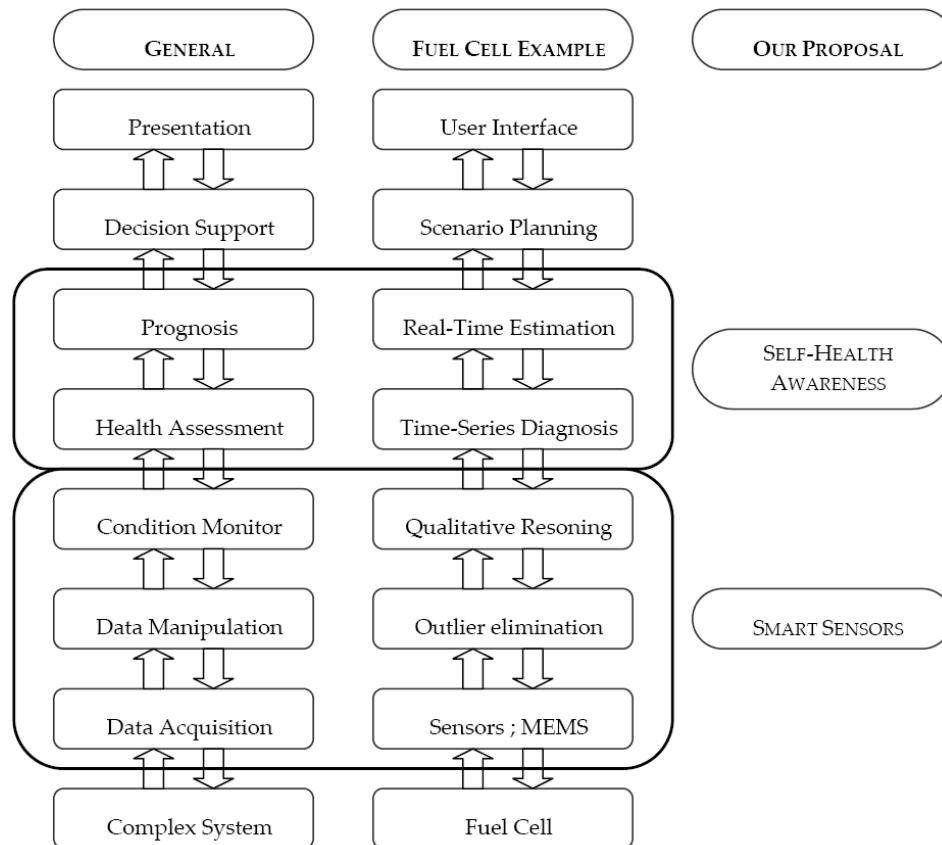 GENERAL
FUEL CELL EXAMPLE
OUR PROPOSAL
Presentation
User Interface
Decision Support
Scenario Planning
Prognosis
Real-Time Estimation
SELF-HEALTH
AWARENESS
Health Assessment
Time-Series Diagnosis
Condition Monitor
Qualitative Resoning
Data Manipulation
Outlier elimination
SMART SENSORS
Data Acquisition
Sensors ; MEMS
Complex System
Fuel Cell